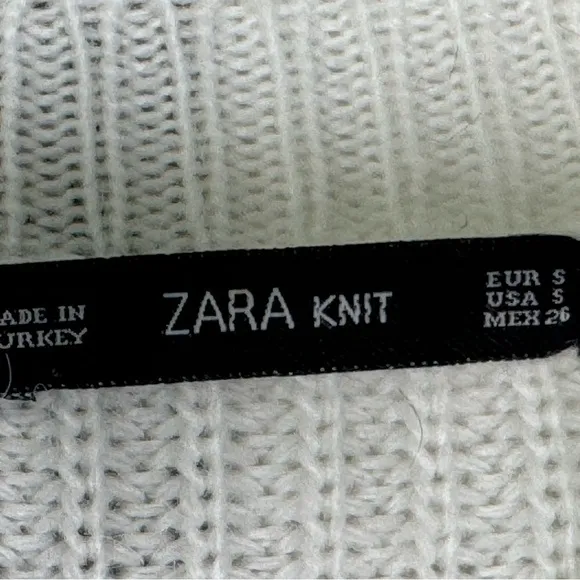 ADE IN
URKEY
ZARA KNIT
EUR S
USA S
MEX 26